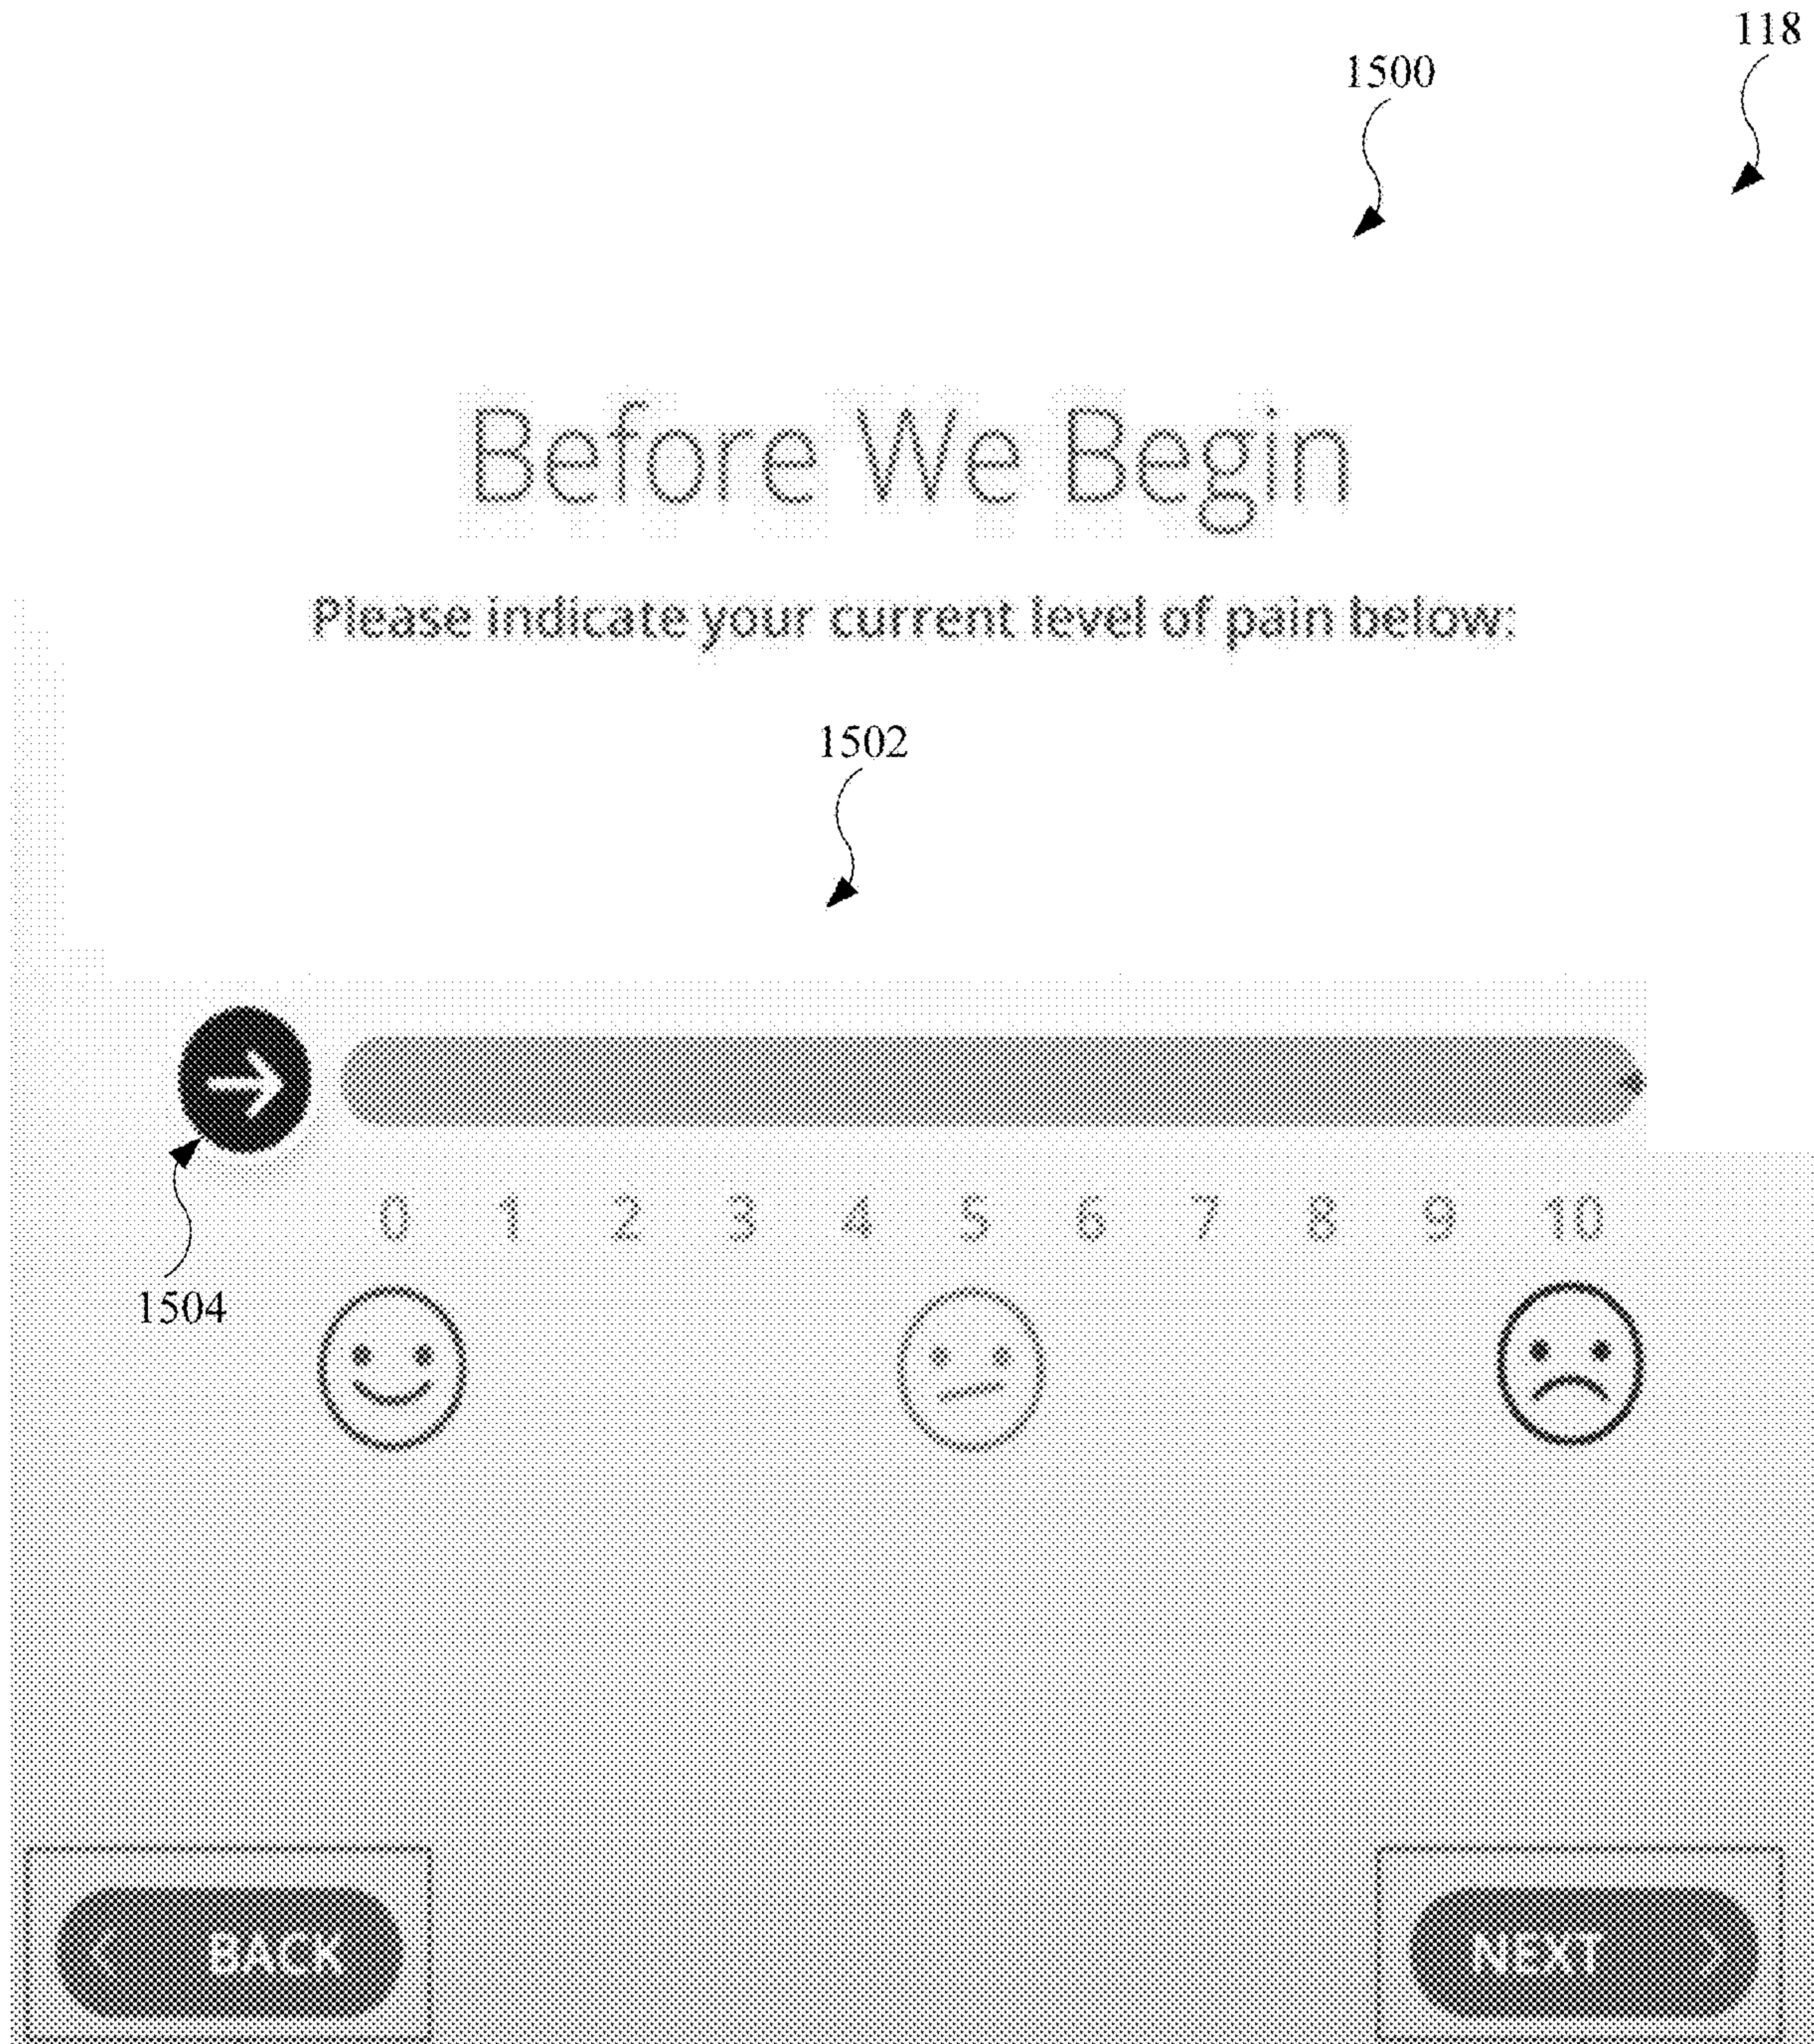 118
1500
Before We Begin
Please indicate your current level of pain below:
1502
0 1 2 3 4 5 6 7 8 9 10
1504
BACK NEXT